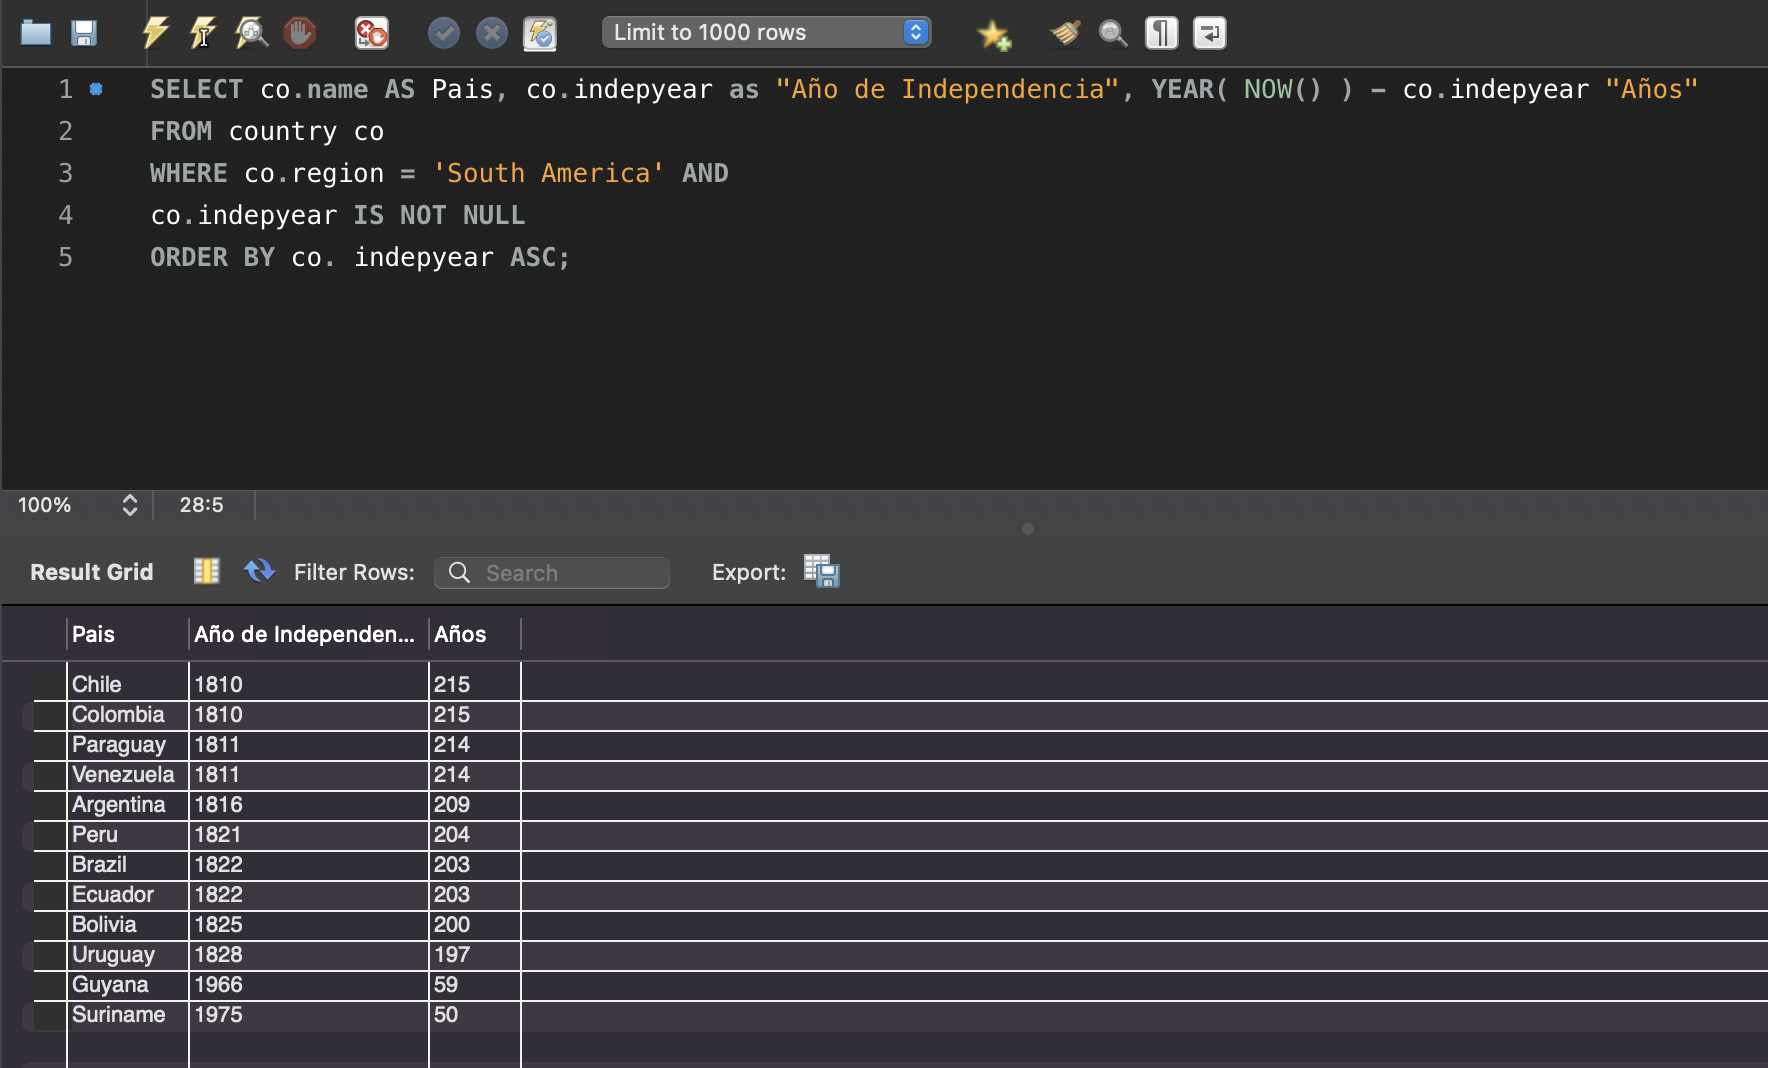 Limit to 1000 rows
1 SELECT co.name AS Pais, co.indepyear as "Año de Independencia", YEAR( NOW() ) - co.indepyear "Años"
2 FROM country co
3 WHERE co.region = 'South America' AND
4 co.indepyear IS NOT NULL
5 ORDER BY co. indepyear ASC;
100% 28:5
Result Grid Filter Rows: Search Export:
Pais Año de Independen... Años
Chile 1810 215
Colombia 1810 215
Paraguay 1811 214
Venezuela 1811 214
Argentina 1816 209
Peru 1821 204
Brazil 1822 203
Ecuador 1822 203
Bolivia 1825 200
Uruguay 1828 197
Guyana 1966 59
Suriname 1975 50